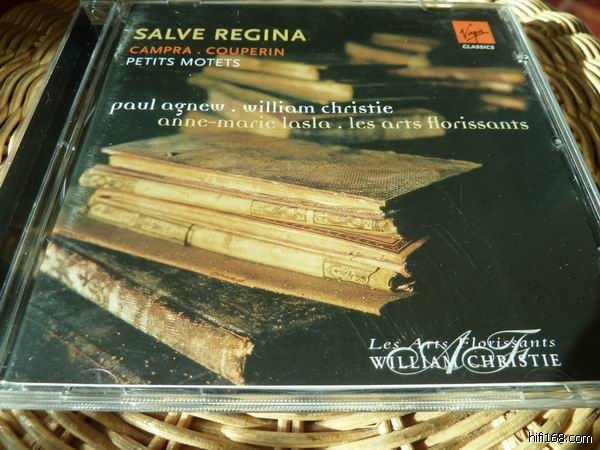 SALVE REGINA
CAMPRA . COUPERIN
PETITS MOTETS
Virgin
CLASSICS
paul agnew . william christie
anne-marie lasla . les arts florissants
Les Arts Florissants
WILLIAM CHRISTIE
hifi168.com